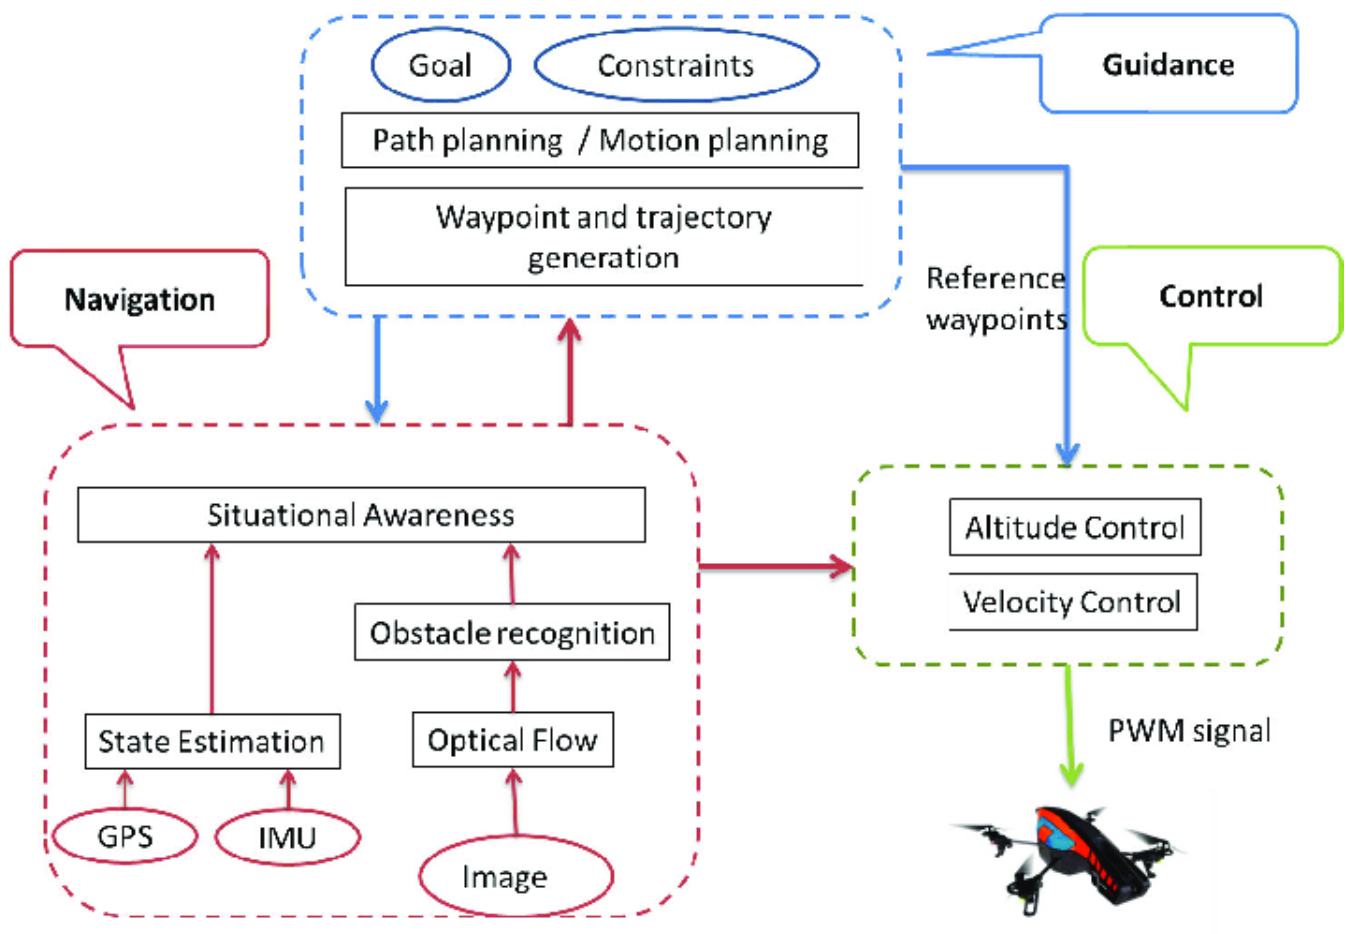 Goal
Constraints
Guidance
Path planning / Motion planning
Waypoint and trajectory
generation
Navigation
Reference
waypoints
Control
Situational Awareness
Altitude Control
Velocity Control
Obstacle recognition
State Estimation
Optical Flow
PWM signal
GPS
IMU
Image